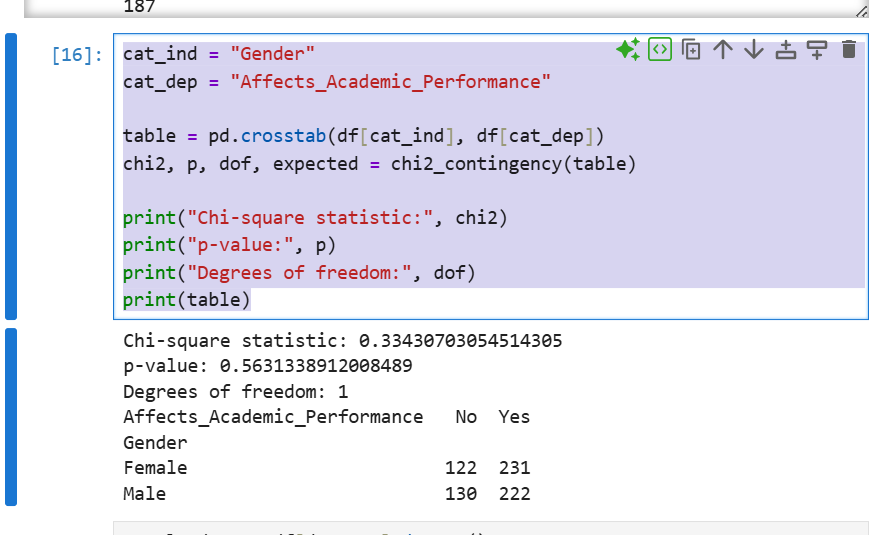 187
[16]:
cat_ind = "Gender"
cat_dep = "Affects_Academic_Performance"
table = pd.crosstab(df[cat_ind], df[cat_dep])
chi2, p, dof, expected = chi2_contingency(table)
print("Chi-square statistic:", chi2)
print("p-value:", p)
print("Degrees of freedom:", dof)
print(table)
Chi-square statistic: 0.33430703054514305
p-value: 0.5631338912008489
Degrees of freedom: 1
Affects_Academic_Performance   No  Yes
Gender
Female                        122  231
Male                          130  222